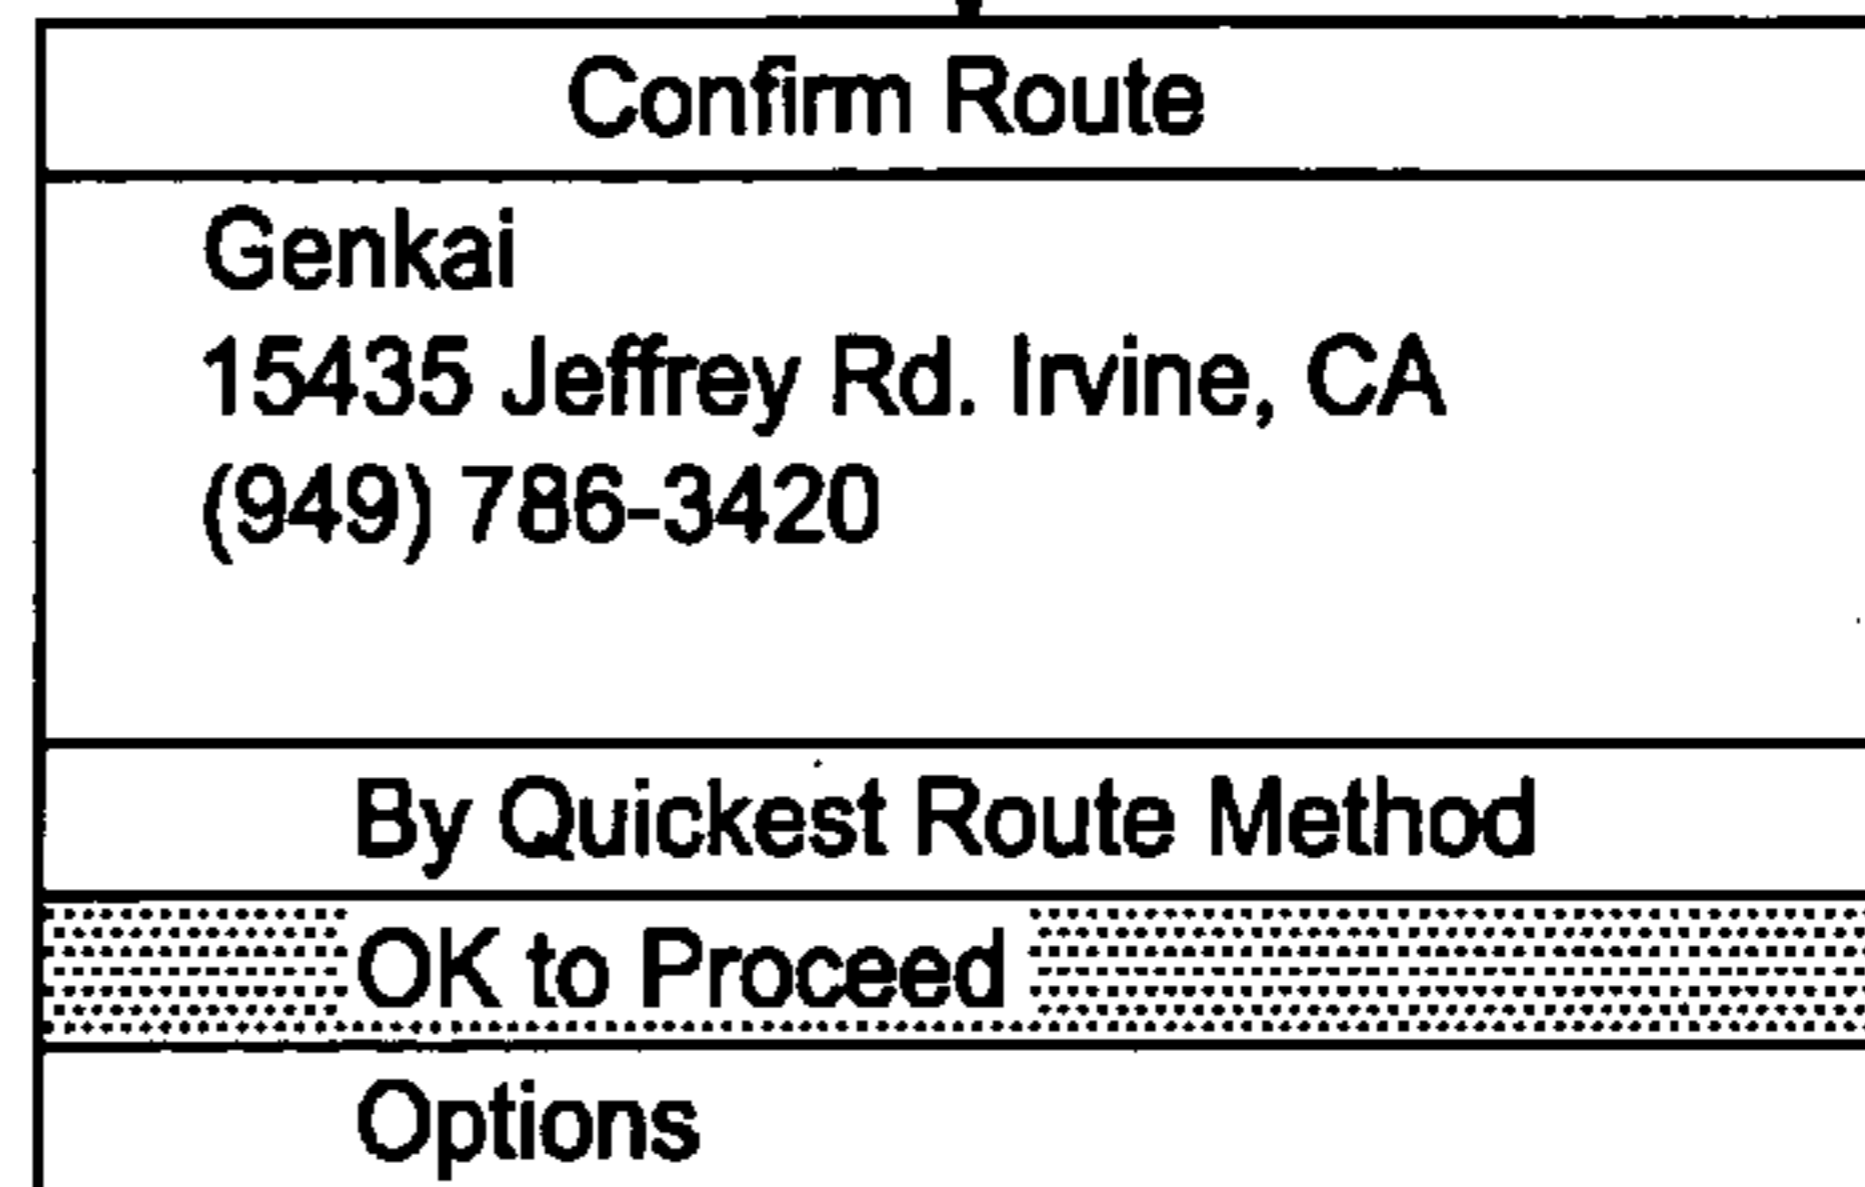 Confirm Route
Genkai
15435 Jeffrey Rd. Irvine, CA
(949) 786-3420
By Quickest Route Method
OK to Proceed
Options